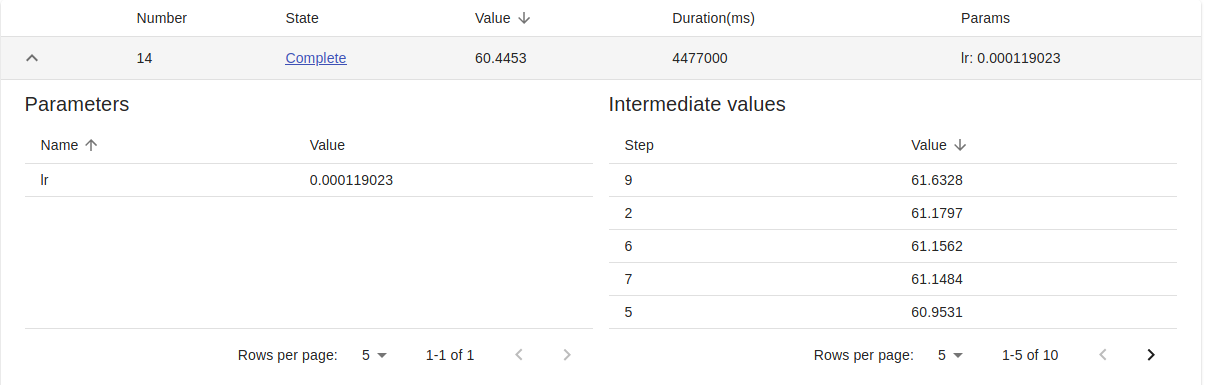 Number State Value Duration(ms) Params
14 Complete 60.4453 4477000 lr: 0.000119023
Parameters
Name Value
lr 0.000119023
Rows per page: 5 1-1 of 1
Intermediate values
Step Value
9 61.6328
2 61.1797
6 61.1562
7 61.1484
5 60.9531
Rows per page: 5 1-5 of 10